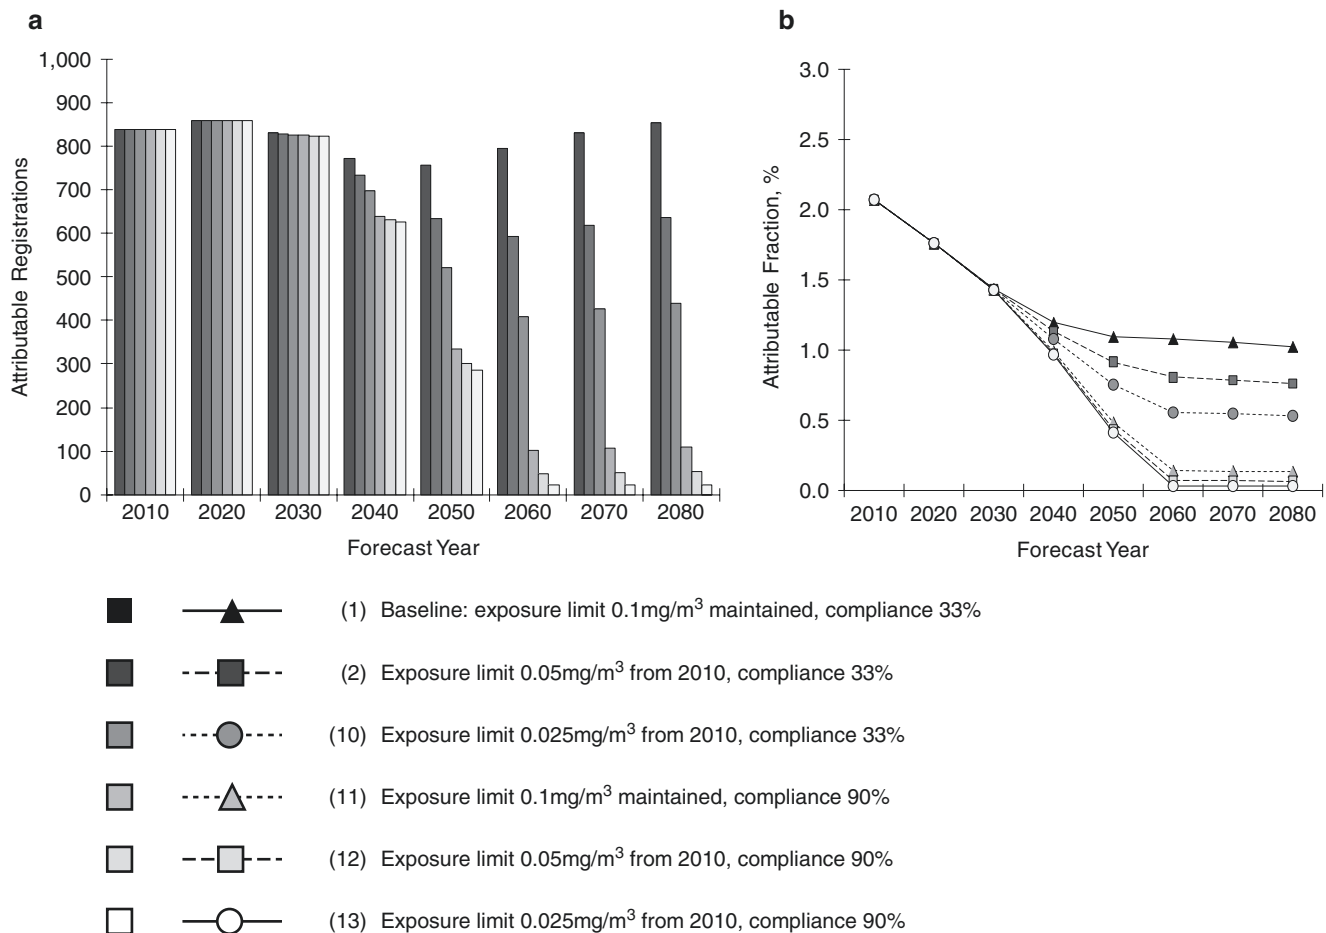 a
1,000
900
800
700
600
500
400
300
200
100
0
Attributable Registrations
2010 2020 2030 2040 2050 2060 2070 2080
Forecast Year
b
3.0
2.5
2.0
1.5
1.0
0.5
0.0
Attributable Fraction, %
2010 2020 2030 2040 2050 2060 2070 2080
Forecast Year
(1) Baseline: exposure limit 0.1mg/m³ maintained, compliance 33%
(2) Exposure limit 0.05mg/m³ from 2010, compliance 33%
(10) Exposure limit 0.025mg/m³ from 2010, compliance 33%
(11) Exposure limit 0.1mg/m³ maintained, compliance 90%
(12) Exposure limit 0.05mg/m³ from 2010, compliance 90%
(13) Exposure limit 0.025mg/m³ from 2010, compliance 90%